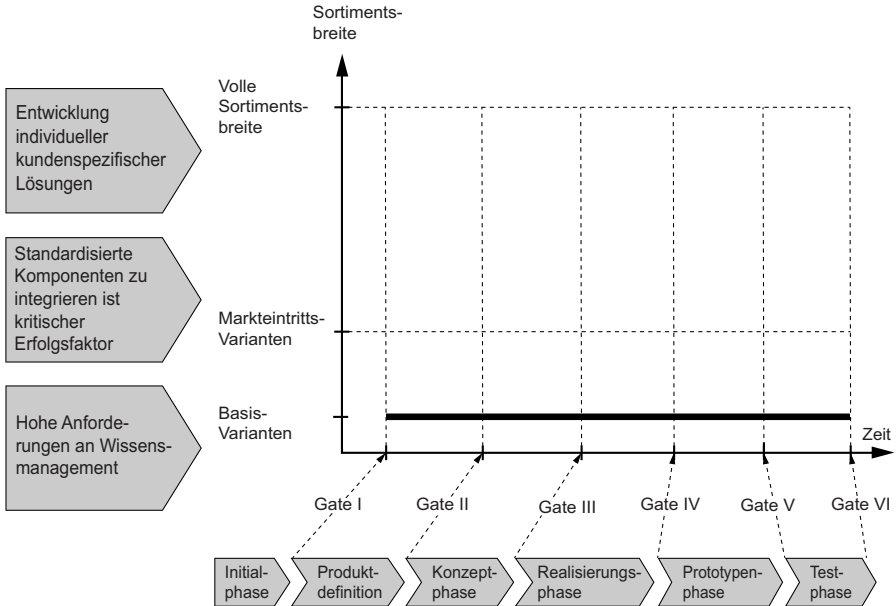 Sortiments-
breite
Volle
Sortiments-
breite
Entwicklung
individueller
kundenspezifischer
Lösungen
Standardisierte
Komponenten zu
integrieren ist
kritischer
Erfolgsfaktor
Markteintritts-
Varianten
Hohe Anforde-
rungen an Wissens-
management
Basis-
Varianten
Zeit
Gate I
Gate II
Gate III
Gate IV
Gate V
Gate VI
Initial-
phase
Produkt-
definition
Konzept-
phase
Realisierungs-
phase
Prototypen-
phase
Test-
phase